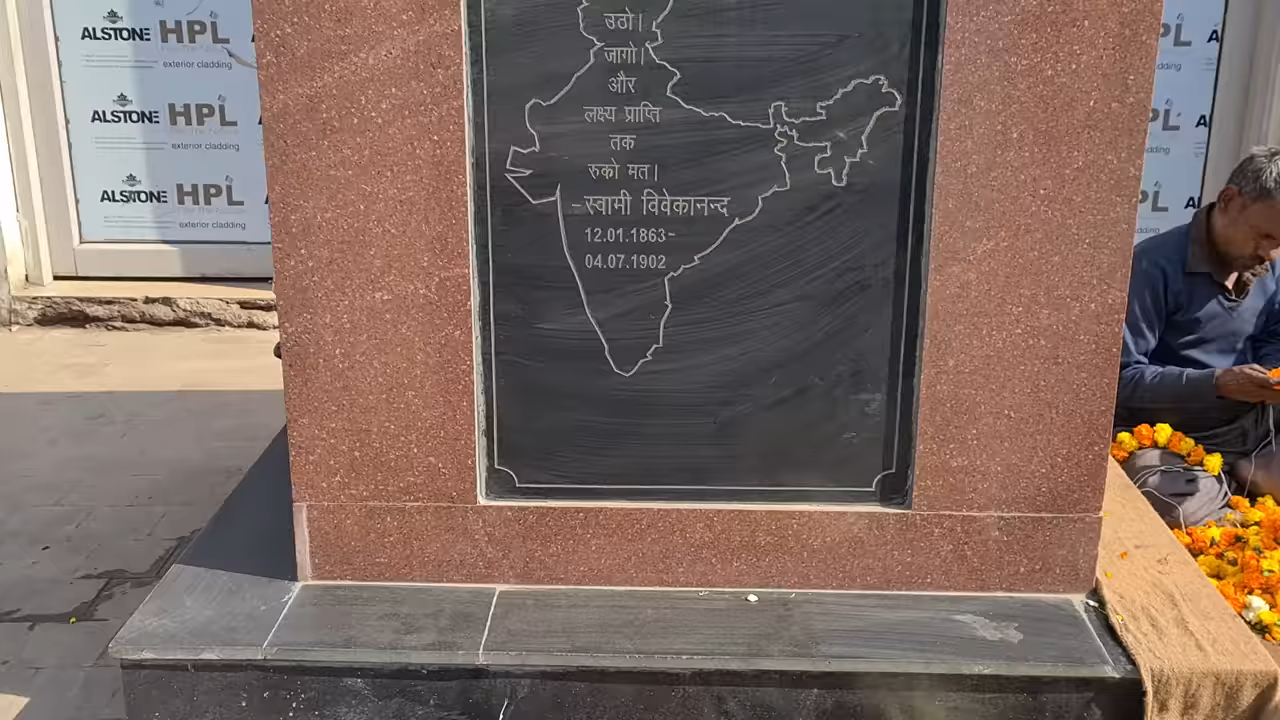 उठो।
जागो।
और
लक्ष्य प्राप्ति
तक
रुको मत।
-स्वामी विवेकानन्द
12.01.1863-
04.07.1902
ALSTONE HPL
exterior cladding
ALSTONE HPL
exterior cladding
ALSTONE HPL
exterior cladding